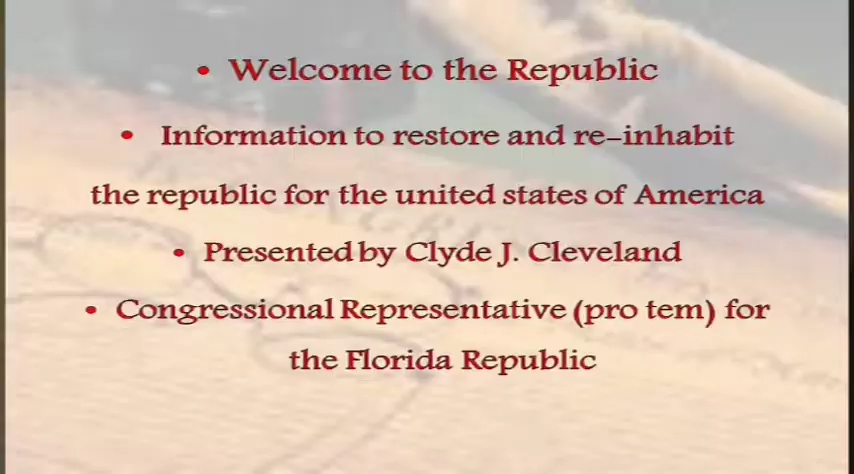 • Welcome to the Republic
• Information to restore and re-inhabit
the republic for the united states of America
• Presented by Clyde J. Cleveland
• Congressional Representative (pro tem) for
the Florida Republic